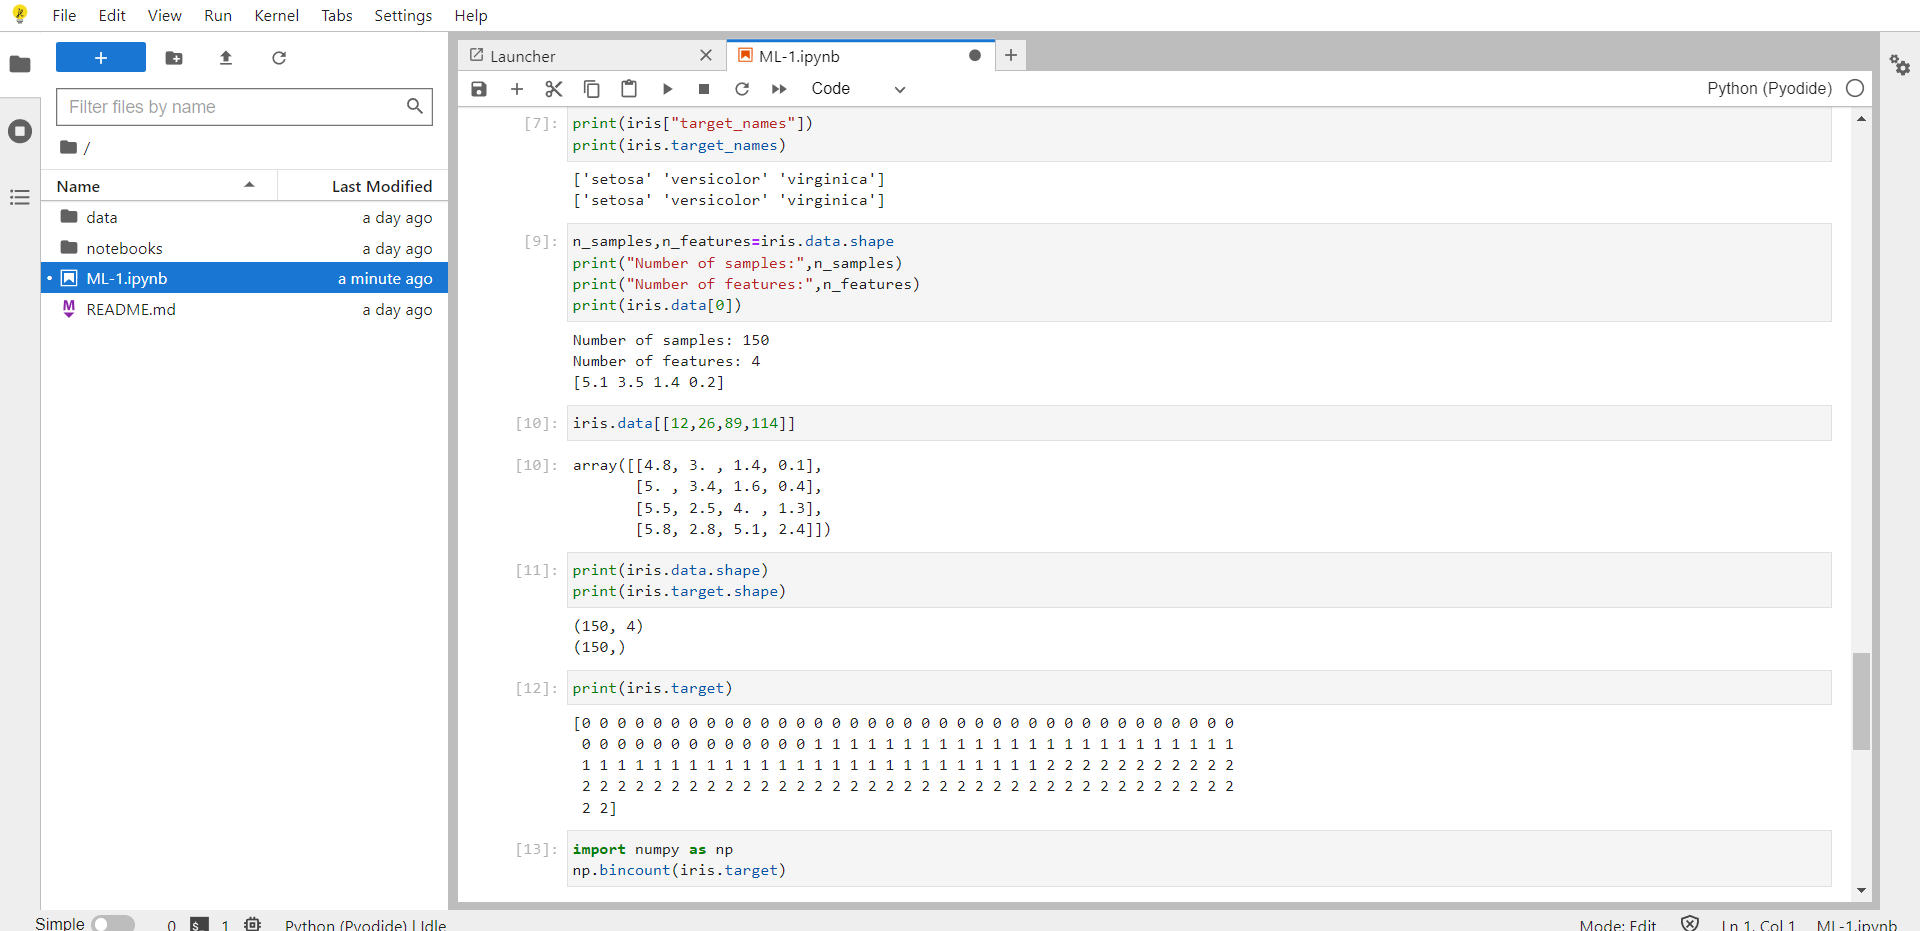 File Edit View Run Kernel Tabs Settings Help
+
Filter files by name
/
Name Last Modified
data a day ago
notebooks a day ago
ML-1.ipynb a minute ago
README.md a day ago
Launcher
ML-1.ipynb
Code
Python (Pyodide)
[7]: print(iris["target_names"])
print(iris.target_names)
['setosa' 'versicolor' 'virginica']
['setosa' 'versicolor' 'virginica']
[9]: n_samples,n_features=iris.data.shape
print("Number of samples:",n_samples)
print("Number of features:",n_features)
print(iris.data[0])
Number of samples: 150
Number of features: 4
[5.1 3.5 1.4 0.2]
[10]: iris.data[[12,26,89,114]]
[10]: array([[4.8, 3. , 1.4, 0.1],
[5. , 3.4, 1.6, 0.4],
[5.5, 2.5, 4. , 1.3],
[5.8, 2.8, 5.1, 2.4]])
[11]: print(iris.data.shape)
print(iris.target.shape)
(150, 4)
(150,)
[12]: print(iris.target)
[0 0 0 0 0 0 0 0 0 0 0 0 0 0 0 0 0 0 0 0 0 0 0 0 0 0 0 0 0 0 0 0 0 0 0 0 0
0 0 0 0 0 0 0 0 0 0 0 0 0 1 1 1 1 1 1 1 1 1 1 1 1 1 1 1 1 1 1 1 1 1 1 1 1
1 1 1 1 1 1 1 1 1 1 1 1 1 1 1 1 1 1 1 1 1 1 1 1 1 1 2 2 2 2 2 2 2 2 2 2 2
2 2 2 2 2 2 2 2 2 2 2 2 2 2 2 2 2 2 2 2 2 2 2 2 2 2 2 2 2 2 2 2 2 2 2 2 2
2 2]
[13]: import numpy as np
np.bincount(iris.target)
Simple 0 1 Python (Pyodide) | Idle Mode: Edit Ln 1, Col 1 ML-1.ipynb